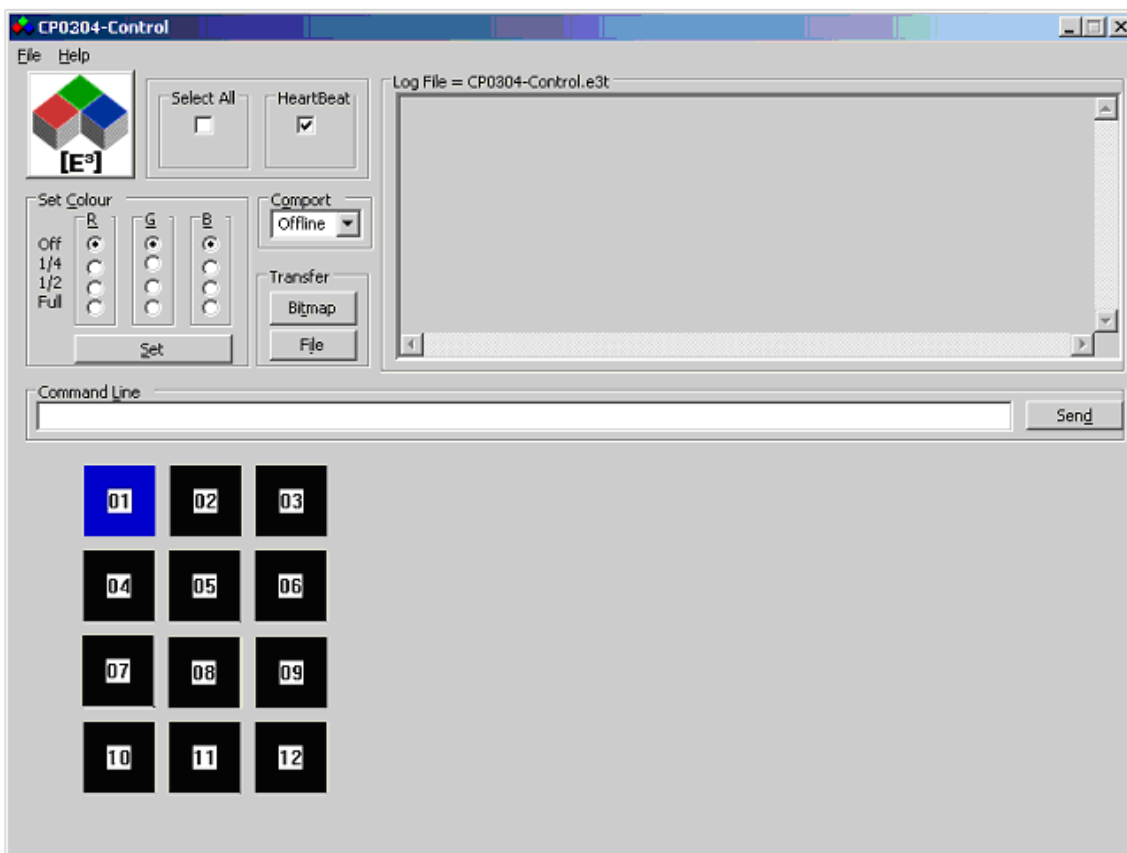 CP0304-Control
File Help
[E³]
Select All
HeartBeat
Log File = CP0304-Control.e3t
Set Colour
R G B
Off
1/4
1/2
Full
Set
Comport
Offline
Transfer
Bitmap
File
Command Line
Send
01 02 03
04 05 06
07 08 09
10 11 12